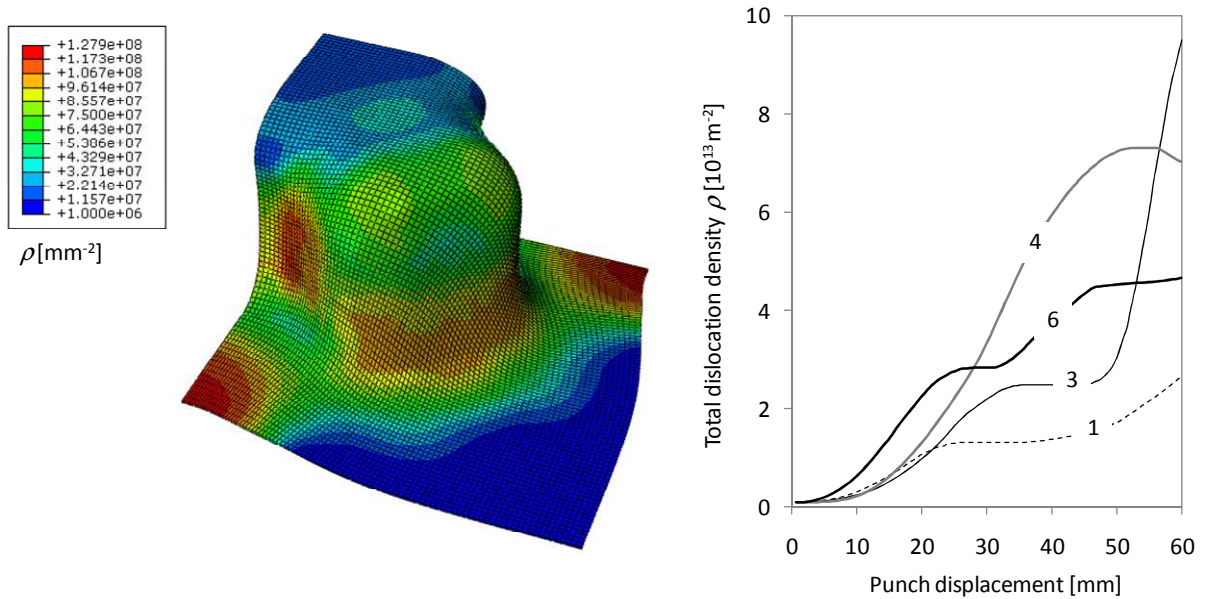 +1.279e+08
+1.173e+08
+1.067e+08
+9.614e+07
+8.557e+07
+7.500e+07
+6.443e+07
+5.386e+07
+4.329e+07
+3.271e+07
+2.214e+07
+1.157e+07
+1.000e+06
ρ [mm⁻²]
Total dislocation density ρ [10¹³ m⁻²]
10
8
6
4
2
0
4
6
3
1
0 10 20 30 40 50 60
Punch displacement [mm]